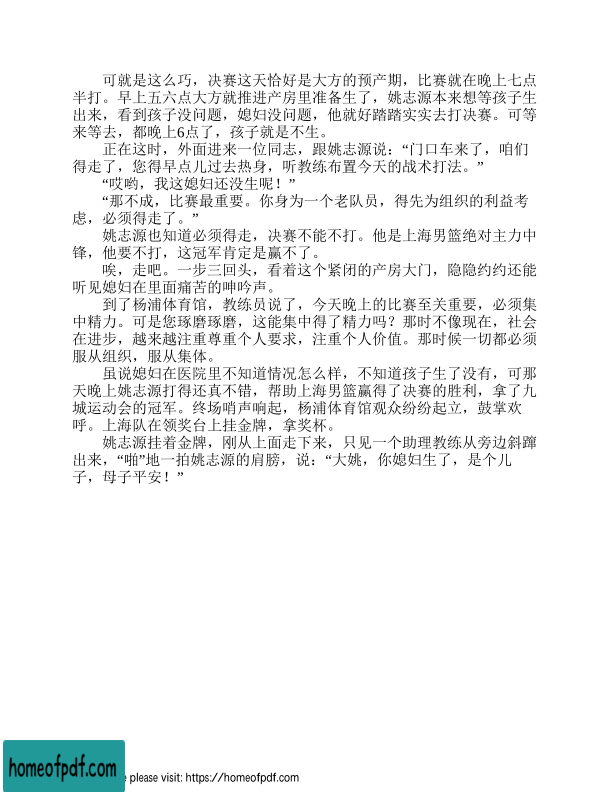 可就是这么巧，决赛这天恰好是大方的预产期，比赛就在晚上七点
半打。早上五六点大方就推进产房里准备生了，姚志源本来想等孩子生
出来，看到孩子没问题，媳妇没问题，他就好踏踏实实去打决赛。可等
来等去，都晚上6点了，孩子就是不生。
正在这时，外面进来一位同志，跟姚志源说：“门口车来了，咱们
得走了，您得早点儿过去热身，听教练布置今天的战术打法。”
“哎哟，我这媳妇还没生呢！”
“那不成，比赛最重要。你身为一个老队员，得先为组织的利益考
虑，必须得走了。”
姚志源也知道必须得走，决赛不能不打。他是上海男篮绝对主力中
锋，他要不打，这冠军肯定是赢不了。
唉，走吧。一步三回头，看着这个紧闭的产房大门，隐隐约约还能
听见媳妇在里面痛苦的呻吟声。
到了杨浦体育馆，教练员说了，今天晚上的比赛至关重要，必须集
中精力。可是您琢磨琢磨，这能集中得了精力吗？那时不像现在，社会
在进步，越来越注重尊重个人要求，注重个人价值。那时候一切都必须
服从组织，服从集体。
虽说媳妇在医院里不知道情况怎么样，不知道孩子生了没有，可那
天晚上姚志源打得还真不错，帮助上海男篮赢得了决赛的胜利，拿了九
城运动会的冠军。终场哨声响起，杨浦体育馆观众纷纷起立，鼓掌欢
呼。上海队在领奖台上挂金牌，拿奖杯。
姚志源挂着金牌，刚从上面走下来，只见一个助理教练从旁边斜蹿
出来，“啪”地一拍姚志源的肩膀，说：“大姚，你媳妇生了，是个儿
子，母子平安！”
homeofpdf.com
e please visit: https://homeofpdf.com